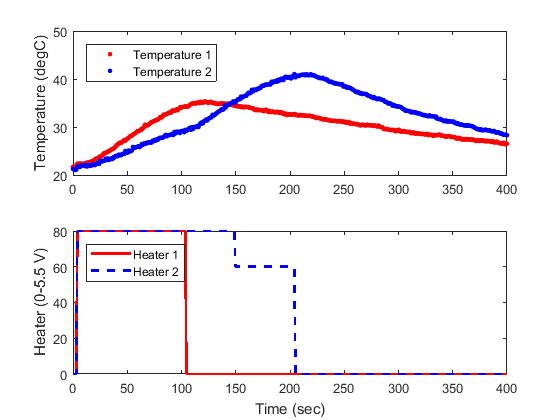 50
40
30
20
Temperature (degC)
Temperature 1
Temperature 2
0 50 100 150 200 250 300 350 400
80
60
40
20
0
Heater (0-5.5 V)
Heater 1
Heater 2
0 50 100 150 200 250 300 350 400
Time (sec)